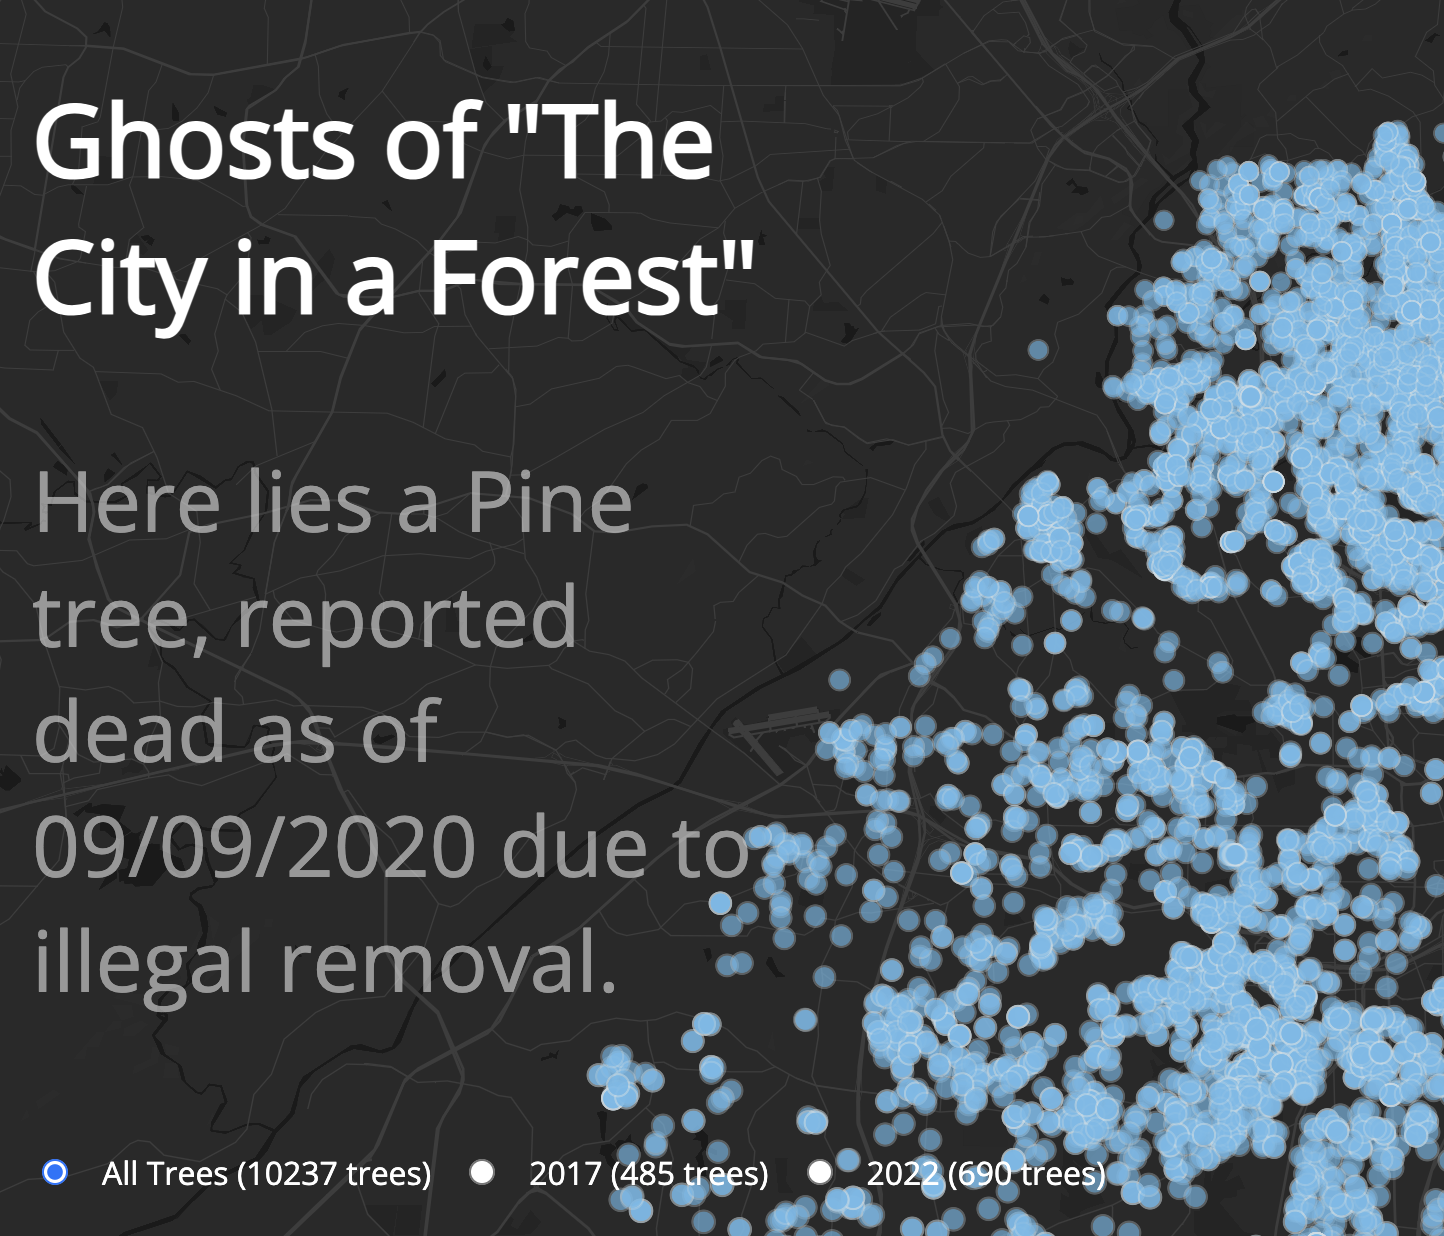 Ghosts of "The
City in a Forest"
Here lies a Pine
tree, reported
dead as of
09/09/2020 due to
illegal removal.
All Trees (10237 trees) 2017 (485 trees) 2022 (690 trees)